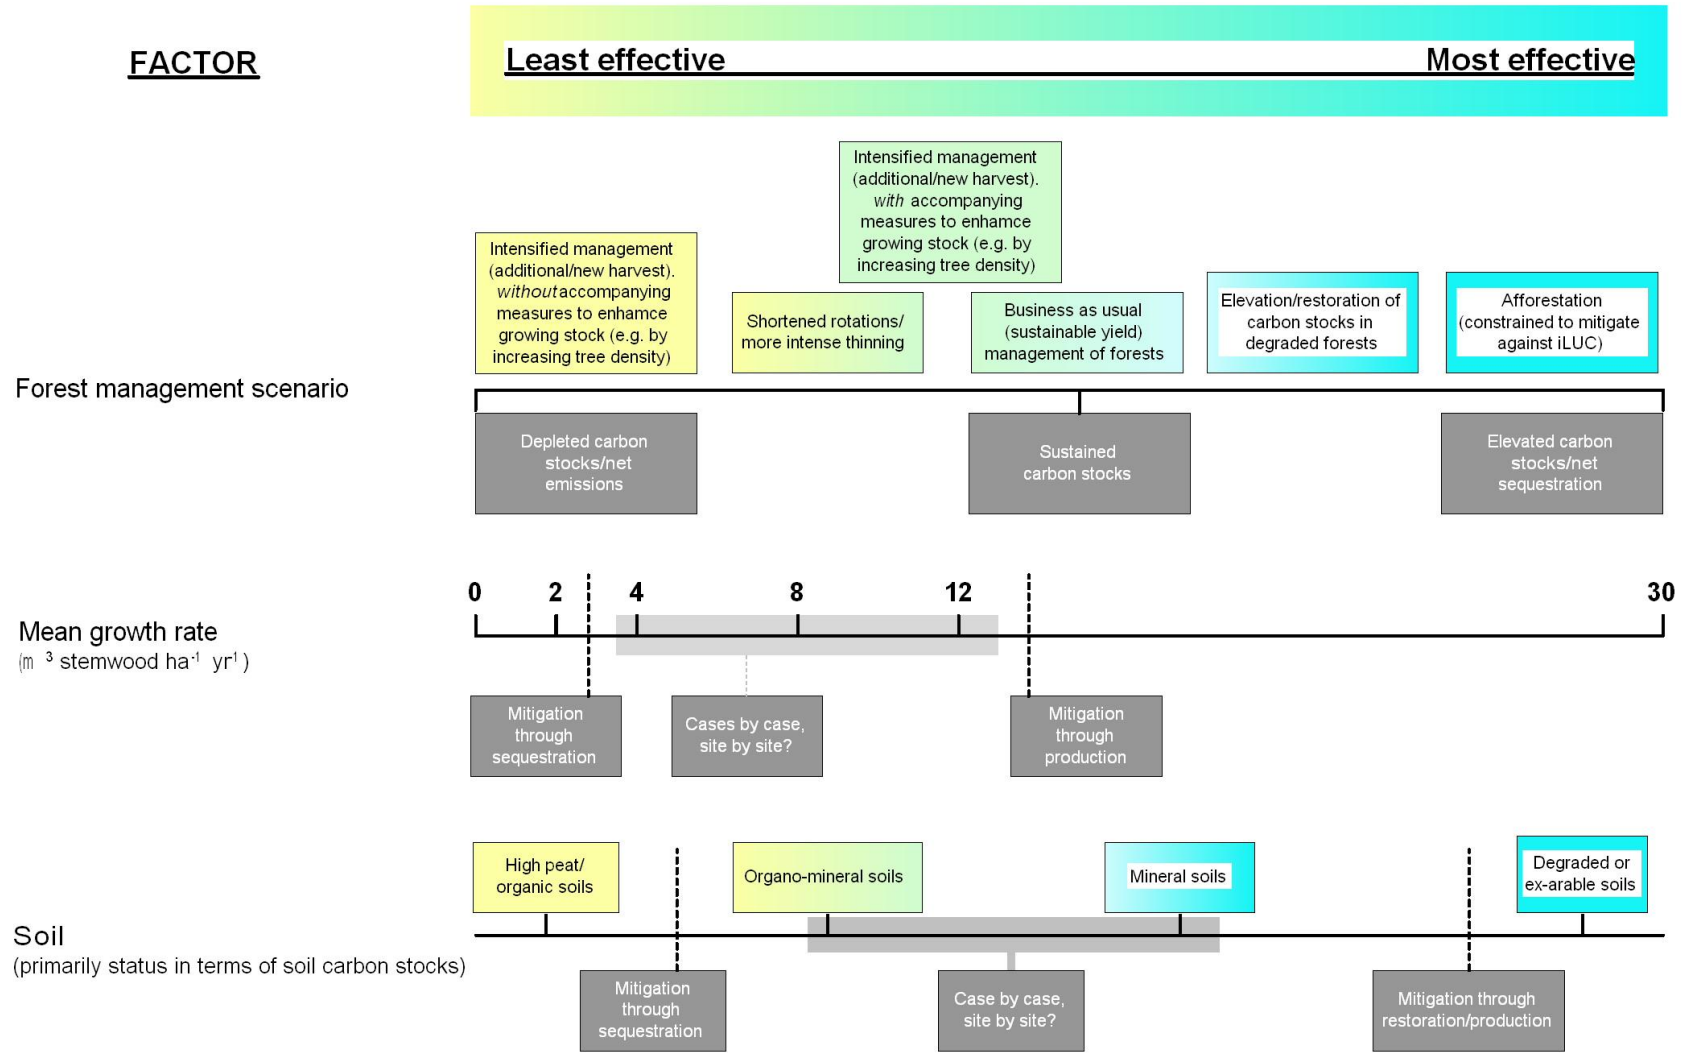 FACTOR
Least effective
Most effective
Intensified management
(additional/new harvest).
with accompanying
measures to enhamce
growing stock (e.g. by
increasing tree density)
Intensified management
(additional/new harvest).
without accompanying
measures to enhamce
growing stock (e.g. by
increasing tree density)
Shortened rotations/
more intense thinning
Business as usual
(sustainable yield)
management of forests
Elevation/restoration of
carbon stocks in
degraded forests
Afforestation
(constrained to mitigate
against iLUC)
Forest management scenario
Depleted carbon
stocks/net
emissions
Sustained
carbon stocks
Elevated carbon
stocks/net
sequestration
0 2 4 8 12 30
Mean growth rate
(m ³ stemwood ha⁻¹ yr¹)
Mitigation
through
sequestration
Cases by case,
site by site?
Mitigation
through
production
High peat/
organic soils
Organo-mineral soils
Mineral soils
Degraded or
ex-arable soils
Soil
(primarily status in terms of soil carbon stocks)
Mitigation
through
sequestration
Case by case,
site by site?
Mitigation through
restoration/production